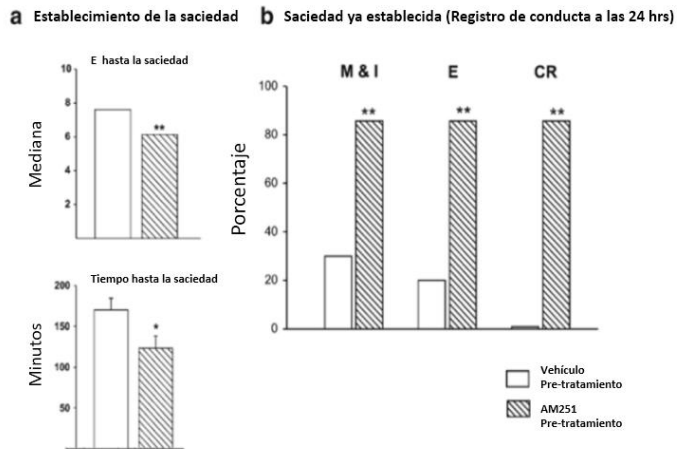 a Establecimiento de la saciedad
E hasta la saciedad
10
8
6
4
2
Mediana
**
Tiempo hasta la saciedad
200
150
100
50
Minutos
*
b Saciedad ya establecida (Registro de conducta a las 24 hrs)
M & I E CR
100
80
60
40
20
0
Porcentaje
** ** **
Vehículo
Pre-tratamiento
AM251
Pre-tratamiento